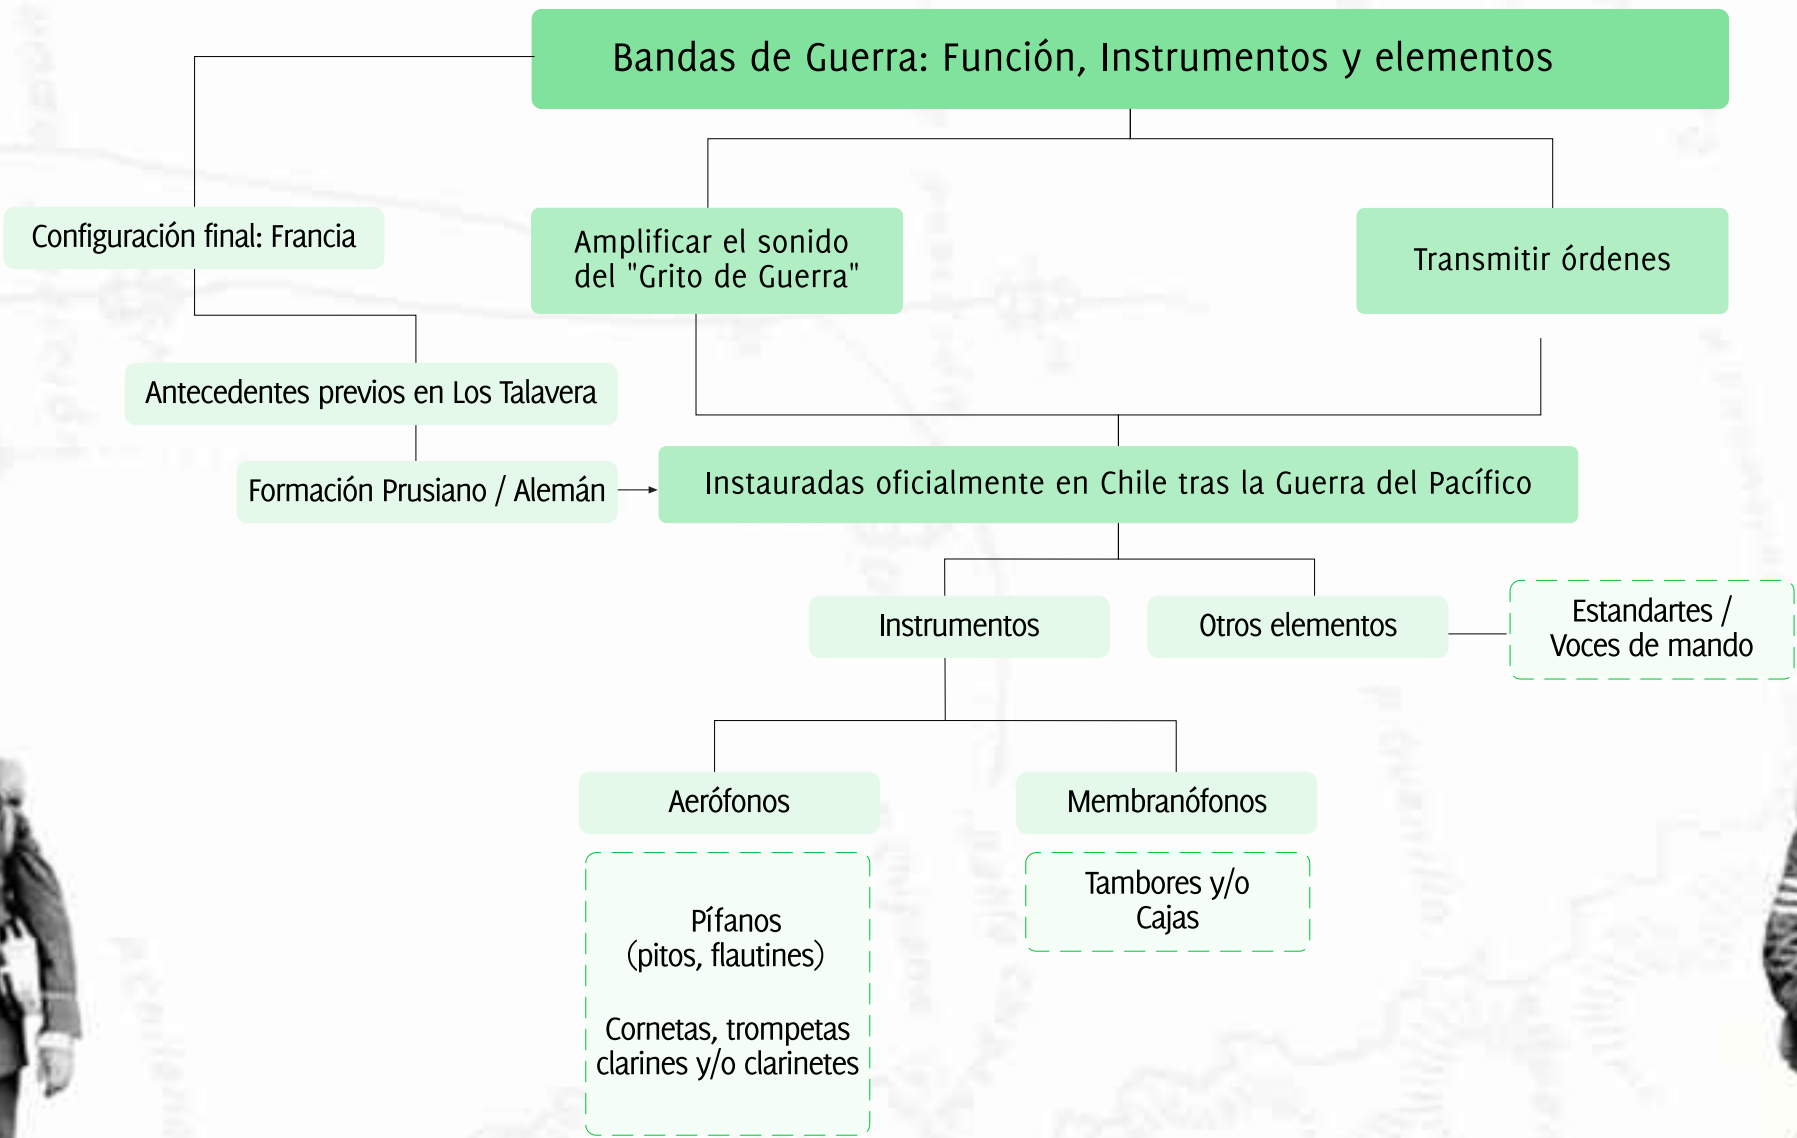 Bandas de Guerra: Función, Instrumentos y elementos
Configuración final: Francia
Amplificar el sonido
del "Grito de Guerra"
Transmitir órdenes
Antecedentes previos en Los Talavera
Formación Prusiano / Alemán
Instauradas oficialmente en Chile tras la Guerra del Pacífico
Instrumentos
Otros elementos
Estandartes /
Voces de mando
Aerófonos
Membranófonos
Pífanos
(pitos, flautines)
Cornetas, trompetas
clarines y/o clarinetes
Tambores y/o
Cajas